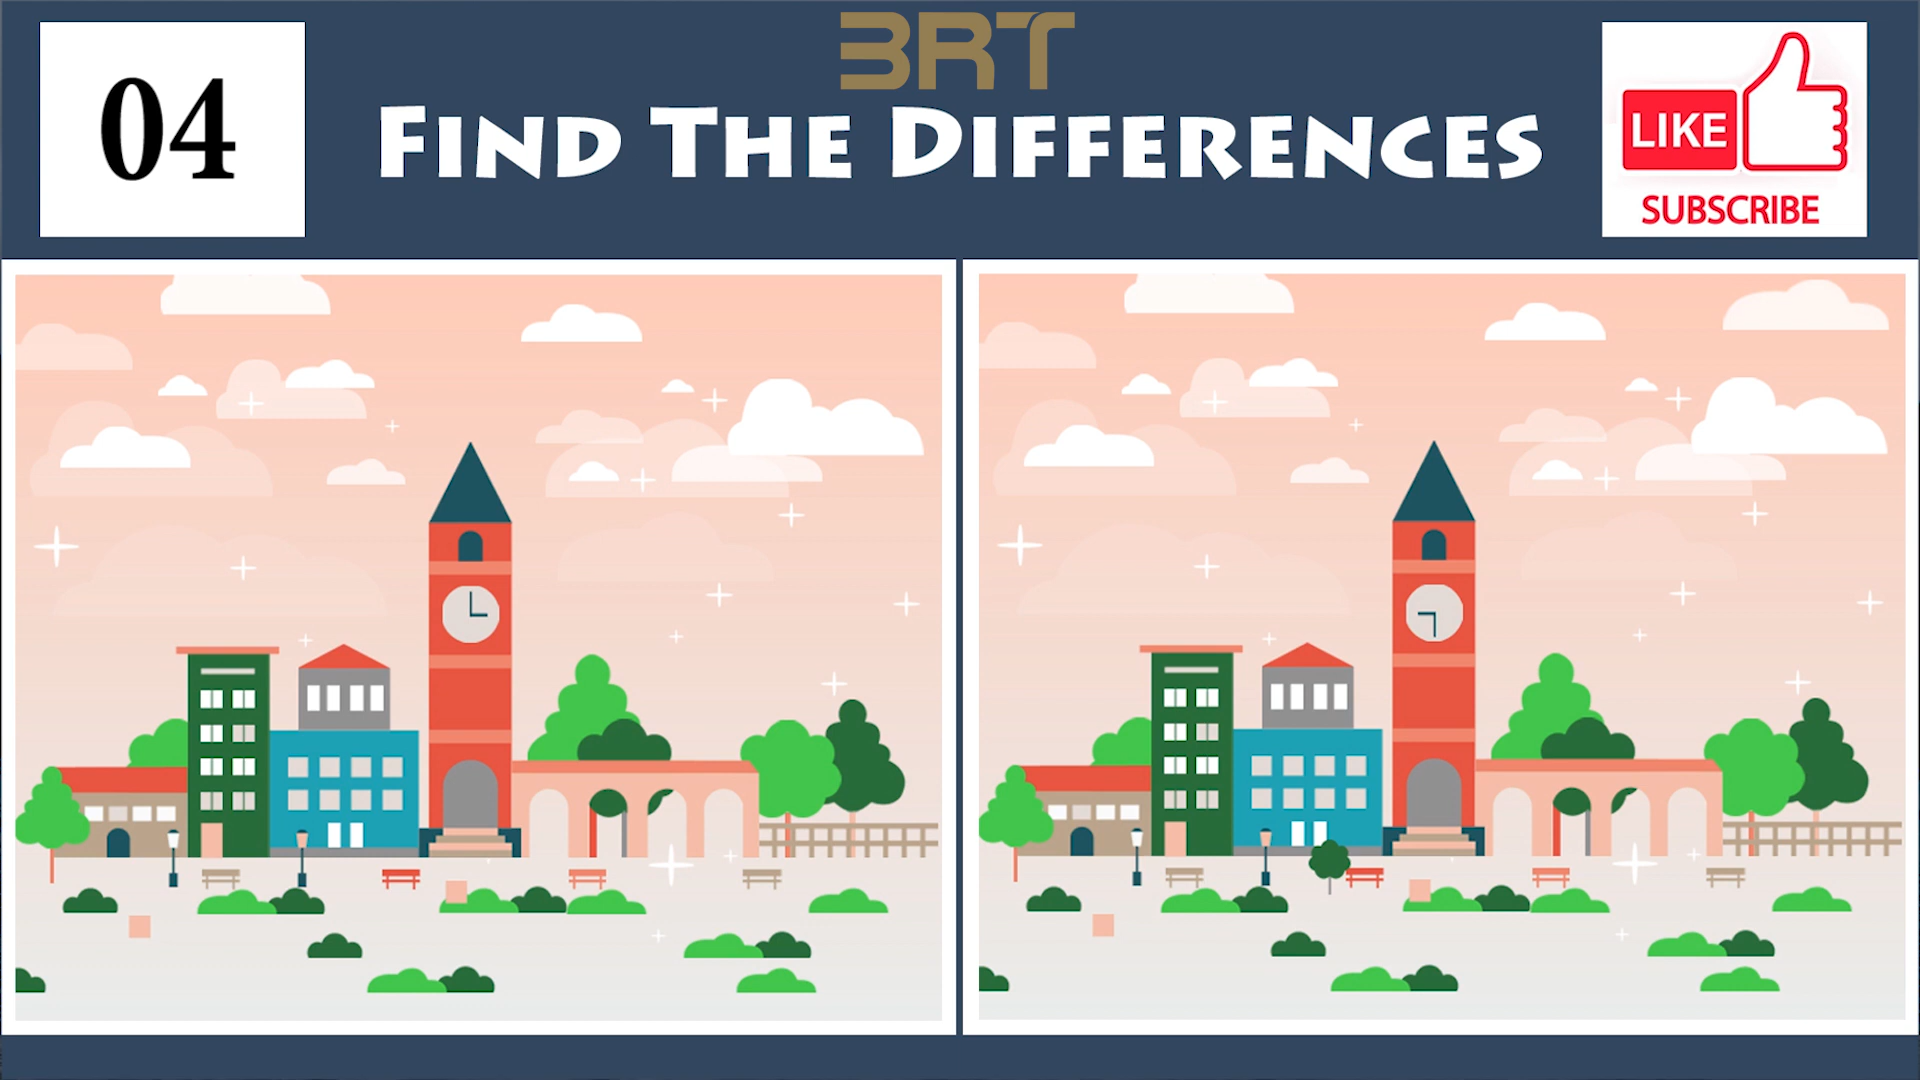 3RT
04
FIND THE DIFFERENCES
LIKE
SUBSCRIBE